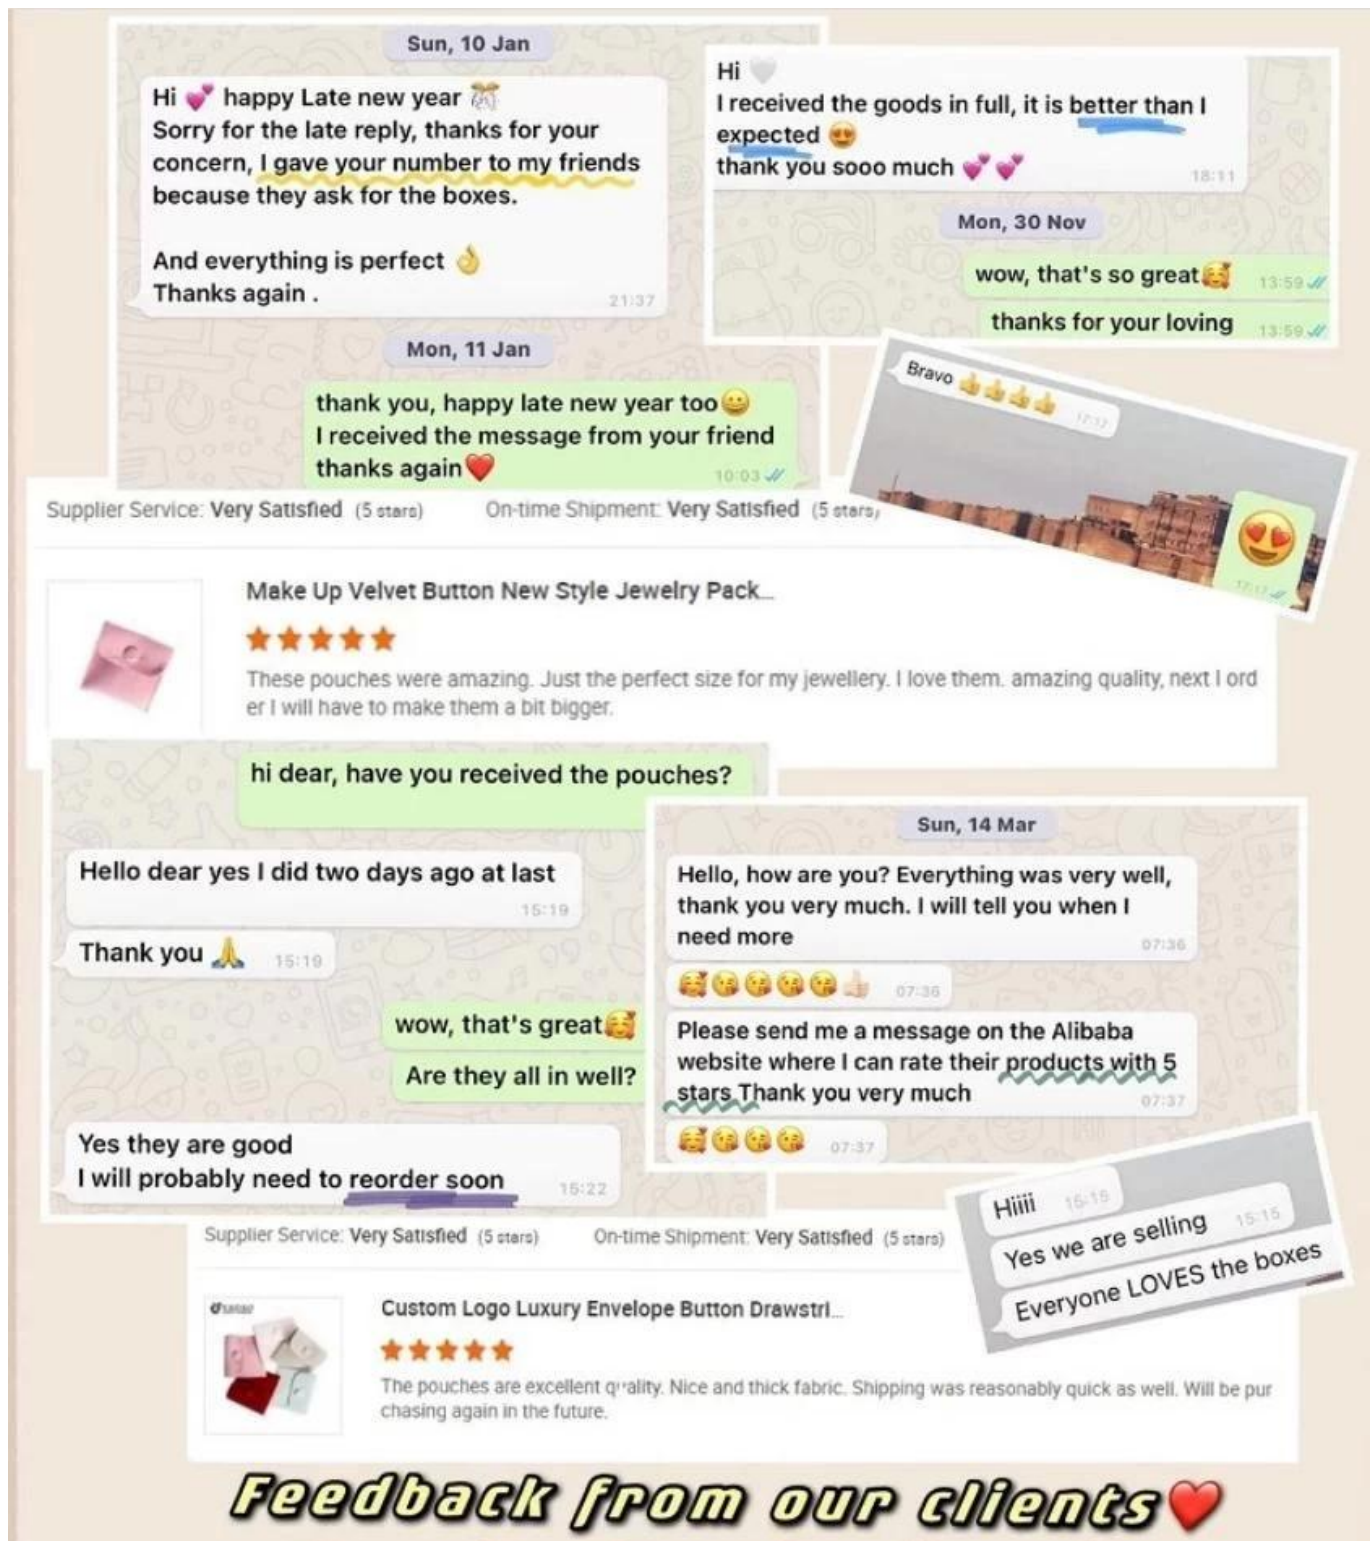 Sun, 10 Jan
Hi 💕 happy Late new year 🎊
Sorry for the late reply, thanks for your
concern, I gave your number to my friends
because they ask for the boxes.
And everything is perfect 👌
Thanks again .
21:37
Mon, 11 Jan
thank you, happy late new year too😀
I received the message from your friend
thanks again❤️
10:03
Hi 🤍
I received the goods in full, it is better than I
expected 😍
thank you sooo much 💕💕
18:11
Mon, 30 Nov
wow, that's so great🥰
13:59
thanks for your loving
13:59
Bravo 👍👍👍👍
17:17
😍
17:17
Supplier Service: Very Satisfied (5 stars)
On-time Shipment: Very Satisfied (5 stars)
Make Up Velvet Button New Style Jewelry Pack...
These pouches were amazing. Just the perfect size for my jewellery. I love them. amazing quality, next I ord
er I will have to make them a bit bigger.
hi dear, have you received the pouches?
Hello dear yes I did two days ago at last
15:19
Thank you 🙏
15:19
wow, that's great🥰
Are they all in well?
Yes they are good
I will probably need to reorder soon
15:22
Sun, 14 Mar
Hello, how are you? Everything was very well,
thank you very much. I will tell you when I
need more
07:36
🥰😘😘😘😘👍🏻
07:36
Please send me a message on the Alibaba
website where I can rate their products with 5
stars Thank you very much
07:37
🥰😘😘😘
07:37
Hiiii
15:15
Yes we are selling
15:15
Everyone LOVES the boxes
Supplier Service: Very Satisfied (5 stars)
On-time Shipment: Very Satisfied (5 stars)
Custom Logo Luxury Envelope Button Drawstri...
The pouches are excellent quality. Nice and thick fabric. Shipping was reasonably quick as well. Will be pur
chasing again in the future.
Feedback from our clients❤️